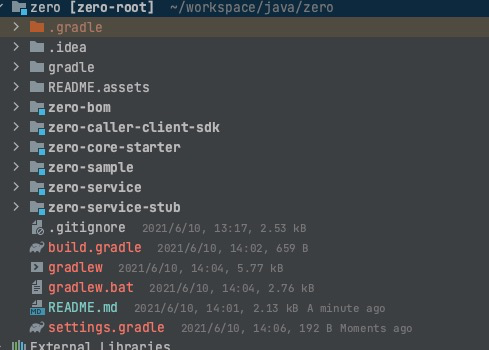 zero [zero-root] ~/workspace/java/zero
.gradle
.idea
gradle
README.assets
zero-bom
zero-caller-client-sdk
zero-core-starter
zero-sample
zero-service
zero-service-stub
.gitignore 2021/6/10, 13:17, 2.53 kB
build.gradle 2021/6/10, 14:02, 659 B
gradlew 2021/6/10, 14:04, 5.77 kB
gradlew.bat 2021/6/10, 14:04, 2.76 kB
README.md 2021/6/10, 14:01, 2.13 kB A minute ago
settings.gradle 2021/6/10, 14:06, 192 B Moments ago
External Libraries